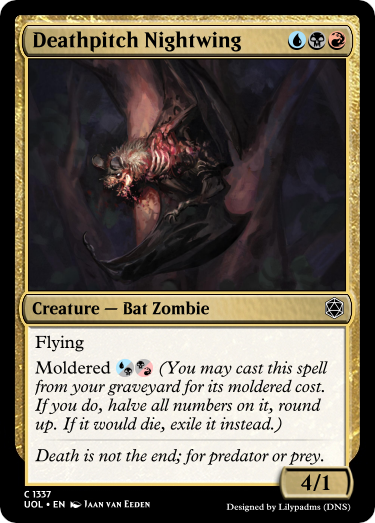 Deathpitch Nightwing
Creature — Bat Zombie
Flying
Moldered (You may cast this spell
from your graveyard for its moldered cost.
If you do, halve all numbers on it, round
up. If it would die, exile it instead.)
Death is not the end; for predator or prey.
4/1
C 1337
UOL • EN Jaan van Eeden
Designed by Lilypadms (DNS)